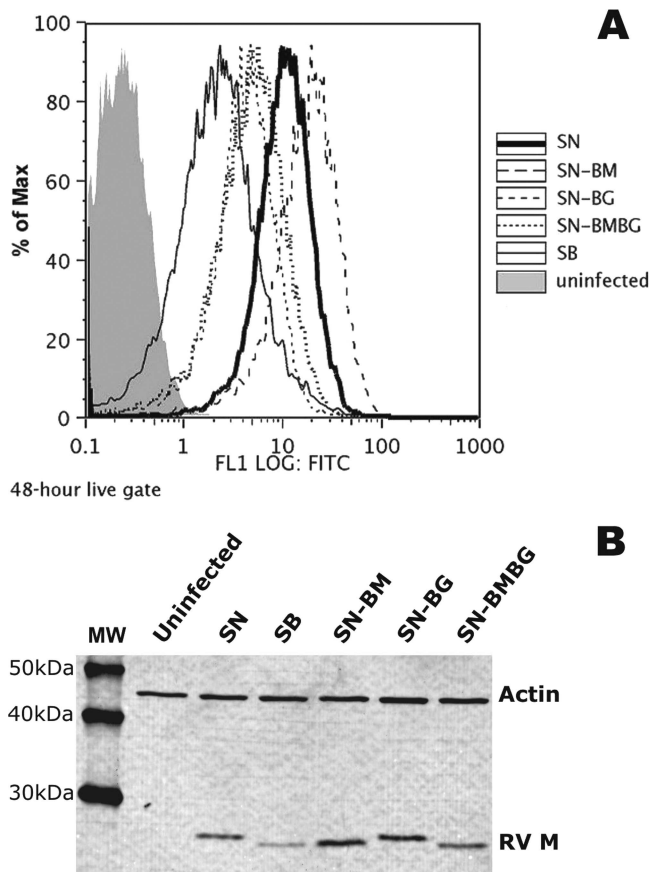 A
100
80
60
40
20
0
% of Max
0.1 1 10 100 1000
FL1 LOG: FITC
48-hour live gate
SN
SN-BM
SN-BG
SN-BMBG
SB
uninfected
B
MW Uninfected SN SB SN-BM SN-BG SN-BMBG
50kDa
Actin
40kDa
30kDa
RV M